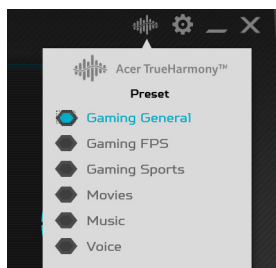 Acer TrueHarmony™
Preset
Gaming General
Gaming FPS
Gaming Sports
Movies
Music
Voice